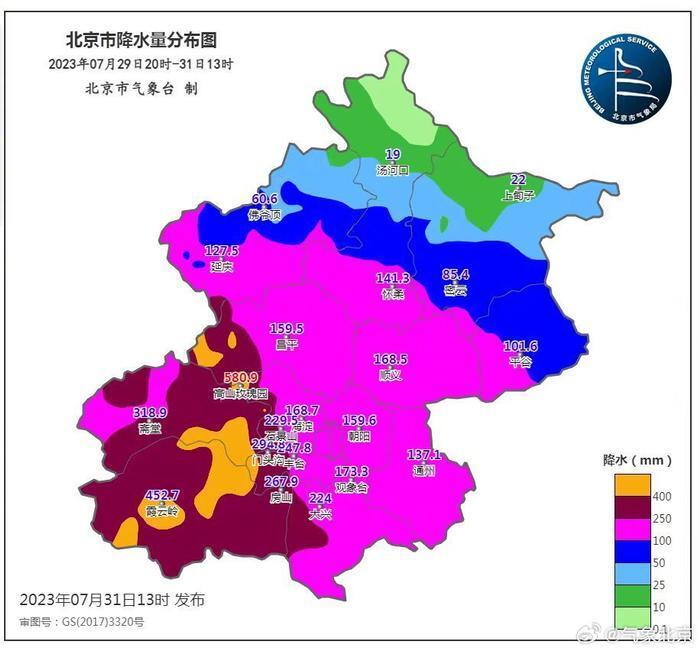 北京市降水量分布图
2023年07月29日20时-31日13时
北京市气象台 制
BEIJING METEOROLOGICAL SERVICE
北京市气象局
19
汤河口
22
上甸子
60.6
佛爷顶
127.5
延庆
141.3
怀柔
85.4
密云
159.5
昌平
101.6
平谷
168.5
顺义
580.9
高山玫瑰园
318.9
斋堂
168.7
海淀
229.5
石景山
159.6
朝阳
294.8
门头沟
247.8
丰台
137.1
通州
173.3
观象台
267.9
房山
224
大兴
452.7
霞云岭
降水 (mm)
400
250
100
50
25
10
0.1
2023年07月31日13时 发布
审图号：GS(2017)3320号
@气象北京